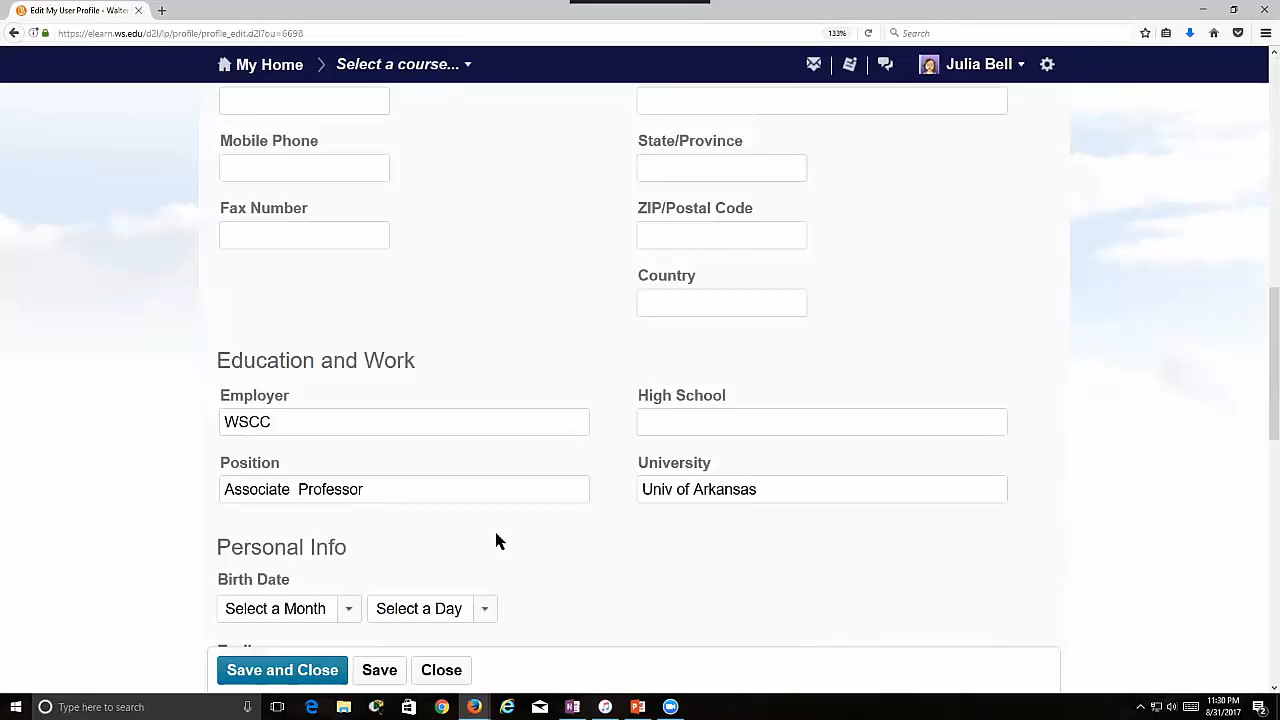 Edit My User Profile - Walter
https://elearn.ws.edu/d2l/lp/profile/profile_edit.d2l?ou=6698
133%
Search
My Home
Select a course...
Julia Bell
Mobile Phone
State/Province
Fax Number
ZIP/Postal Code
Country
Education and Work
Employer
High School
WSCC
Position
University
Associate  Professor
Univ of Arkansas
Personal Info
Birth Date
Select a Month
Select a Day
Save and Close
Save
Close
Type here to search
11:30 PM
8/31/2017